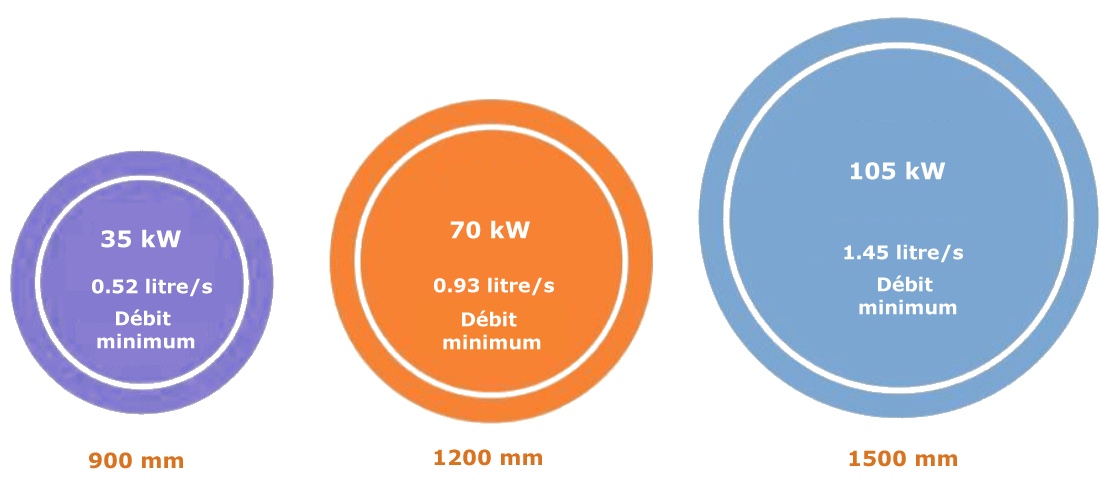 35 kW
0.52 litre/s
Débit
minimum
900 mm
70 kW
0.93 litre/s
Débit
minimum
1200 mm
105 kW
1.45 litre/s
Débit
minimum
1500 mm